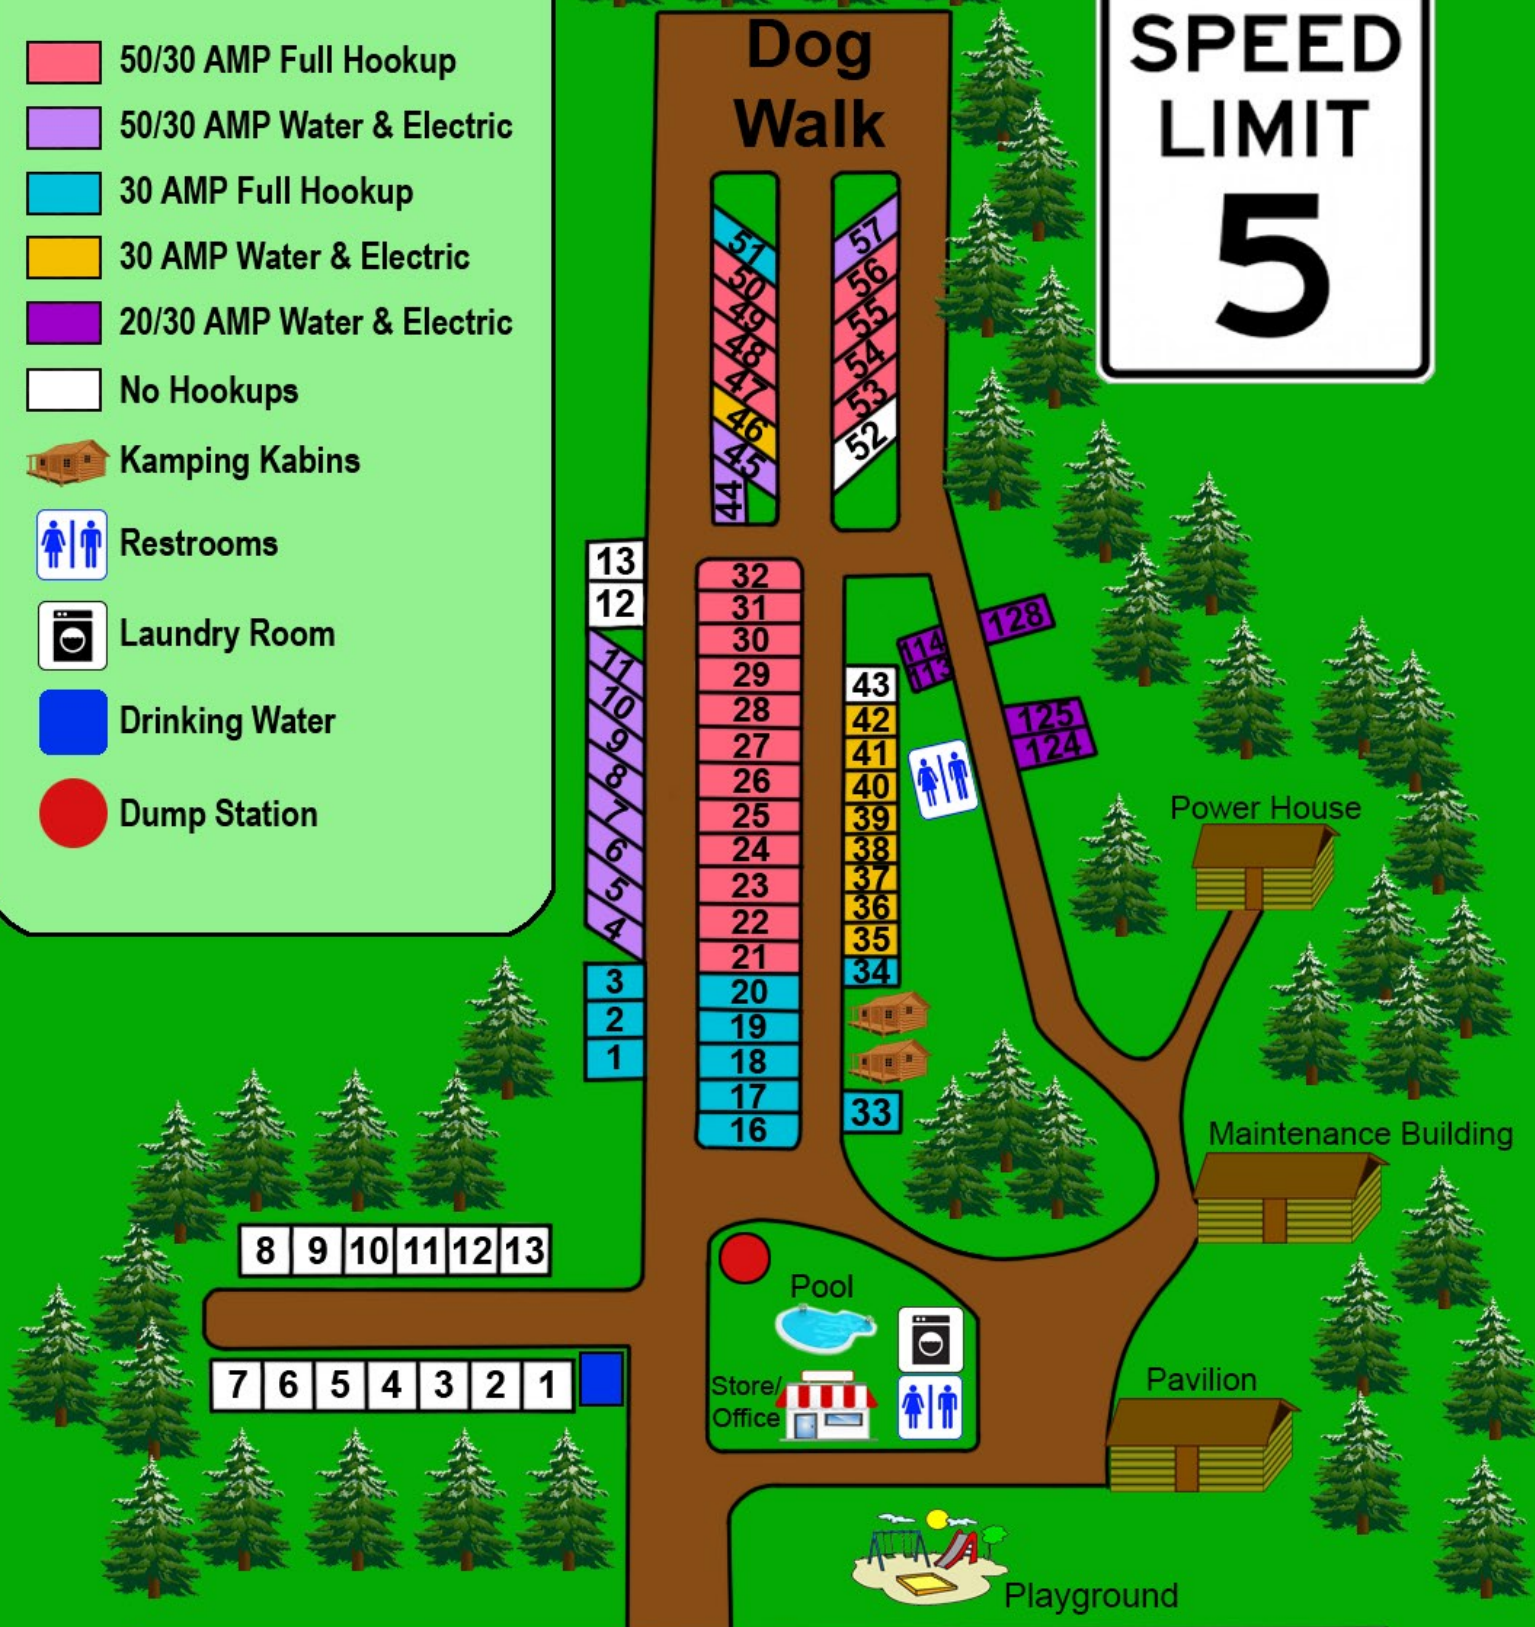 50/30 AMP Full Hookup
50/30 AMP Water & Electric
30 AMP Full Hookup
30 AMP Water & Electric
20/30 AMP Water & Electric
No Hookups
Kamping Kabins
Restrooms
Laundry Room
Drinking Water
Dump Station
Dog
Walk
SPEED
LIMIT
5
51
50
49
48
47
46
45
44
57
56
55
54
53
52
13
12
11
10
9
8
7
6
5
4
3
2
1
32
31
30
29
28
27
26
25
24
23
22
21
20
19
18
17
16
43
42
41
40
39
38
37
36
35
34
33
114
113
128
125
124
Power House
Maintenance Building
8 9 10 11 12 13
7 6 5 4 3 2 1
Pool
Store/
Office
Pavilion
Playground